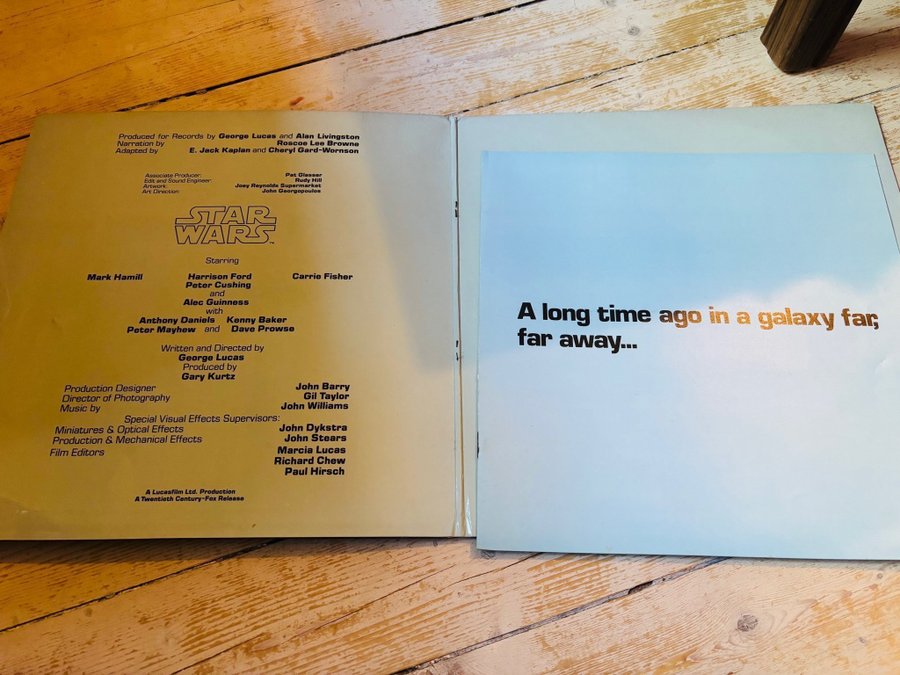 Produced for Records by George Lucas and Alan Livingston
Narration by Roscoe Lee Browne
Adapted by E. Jack Kaplan and Cheryl Gard-Wornson
Associate Producer: Pat Glasser
Edit and Sound Engineer: Rudy Hill
Artwork: Joey Reynolds Supermarket
Art Direction: John Georgopoulos
STAR
WARS™
Starring
Mark Hamill Harrison Ford Carrie Fisher
Peter Cushing
and
Alec Guinness
with
Anthony Daniels Kenny Baker
Peter Mayhew and Dave Prowse
Written and Directed by
George Lucas
Produced by
Gary Kurtz
Production Designer John Barry
Director of Photography Gil Taylor
Music by John Williams
Special Visual Effects Supervisors:
Miniatures & Optical Effects John Dykstra
Production & Mechanical Effects John Stears
Film Editors Marcia Lucas
Richard Chew
Paul Hirsch
A Lucasfilm Ltd. Production
A Twentieth Century-Fox Release
A long time ago in a galaxy far,
far away...